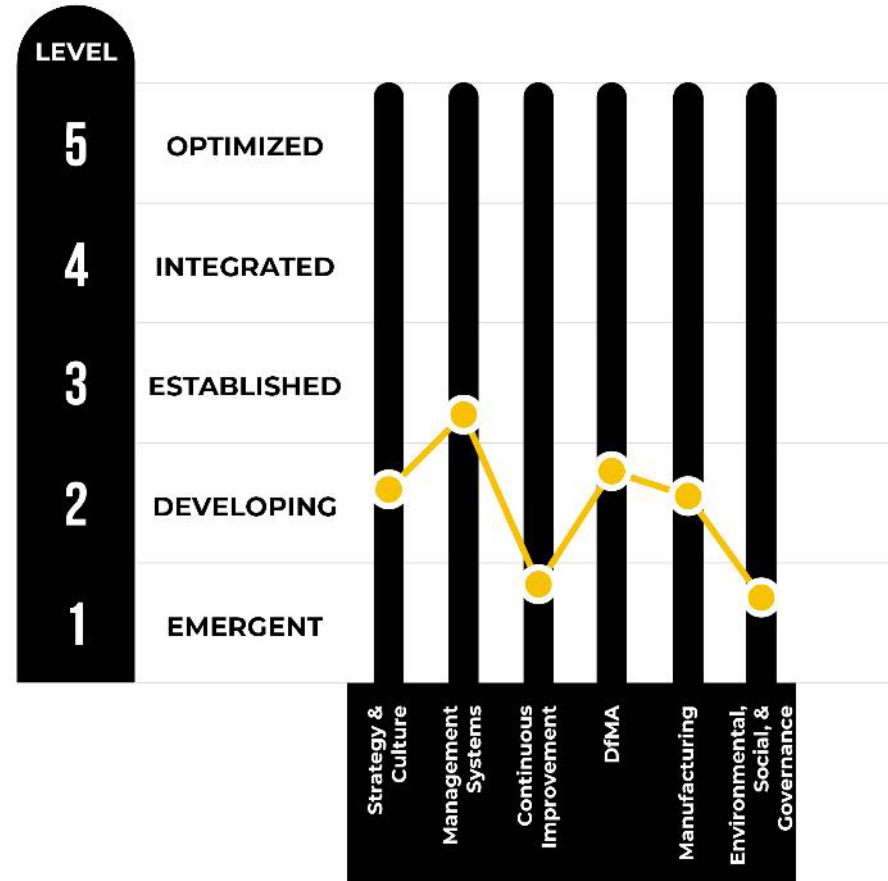 LEVEL
5 OPTIMIZED
4 INTEGRATED
3 ESTABLISHED
2 DEVELOPING
1 EMERGENT
Strategy &
Culture
Management
Systems
Continuous
Improvement
DfMA
Manufacturing
Environmental,
Social, &
Governance